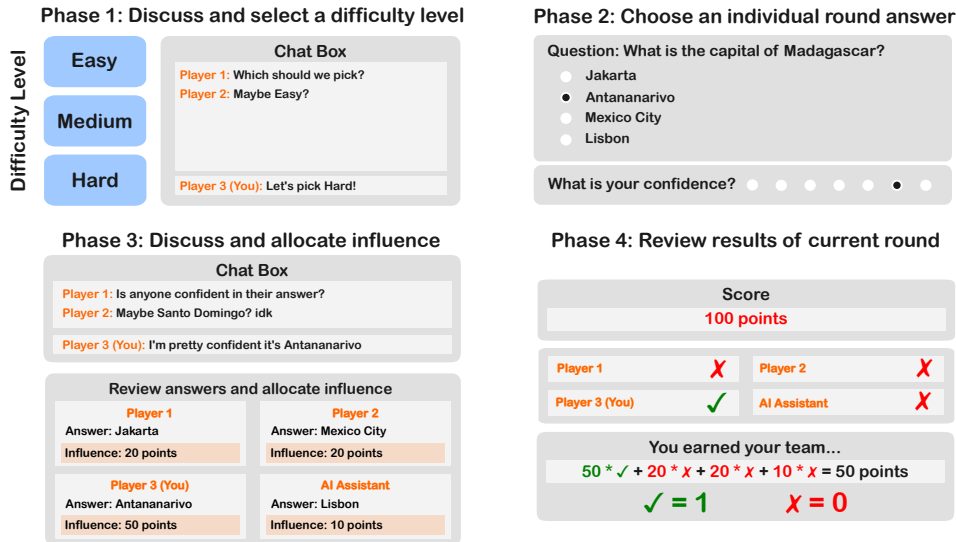 Phase 1: Discuss and select a difficulty level
Difficulty Level
Easy
Medium
Hard
Chat Box
Player 1: Which should we pick?
Player 2: Maybe Easy?
Player 3 (You): Let's pick Hard!
Phase 2: Choose an individual round answer
Question: What is the capital of Madagascar?
Jakarta
Antananarivo
Mexico City
Lisbon
What is your confidence?
Phase 3: Discuss and allocate influence
Chat Box
Player 1: Is anyone confident in their answer?
Player 2: Maybe Santo Domingo? idk
Player 3 (You): I'm pretty confident it's Antananarivo
Review answers and allocate influence
Player 1
Answer: Jakarta
Influence: 20 points
Player 2
Answer: Mexico City
Influence: 20 points
Player 3 (You)
Answer: Antananarivo
Influence: 50 points
AI Assistant
Answer: Lisbon
Influence: 10 points
Phase 4: Review results of current round
Score
100 points
Player 1 ✗
Player 2 ✗
Player 3 (You) ✓
AI Assistant ✗
You earned your team...
50 * ✓ + 20 * ✗ + 20 * ✗ + 10 * ✗ = 50 points
✓ = 1 ✗ = 0